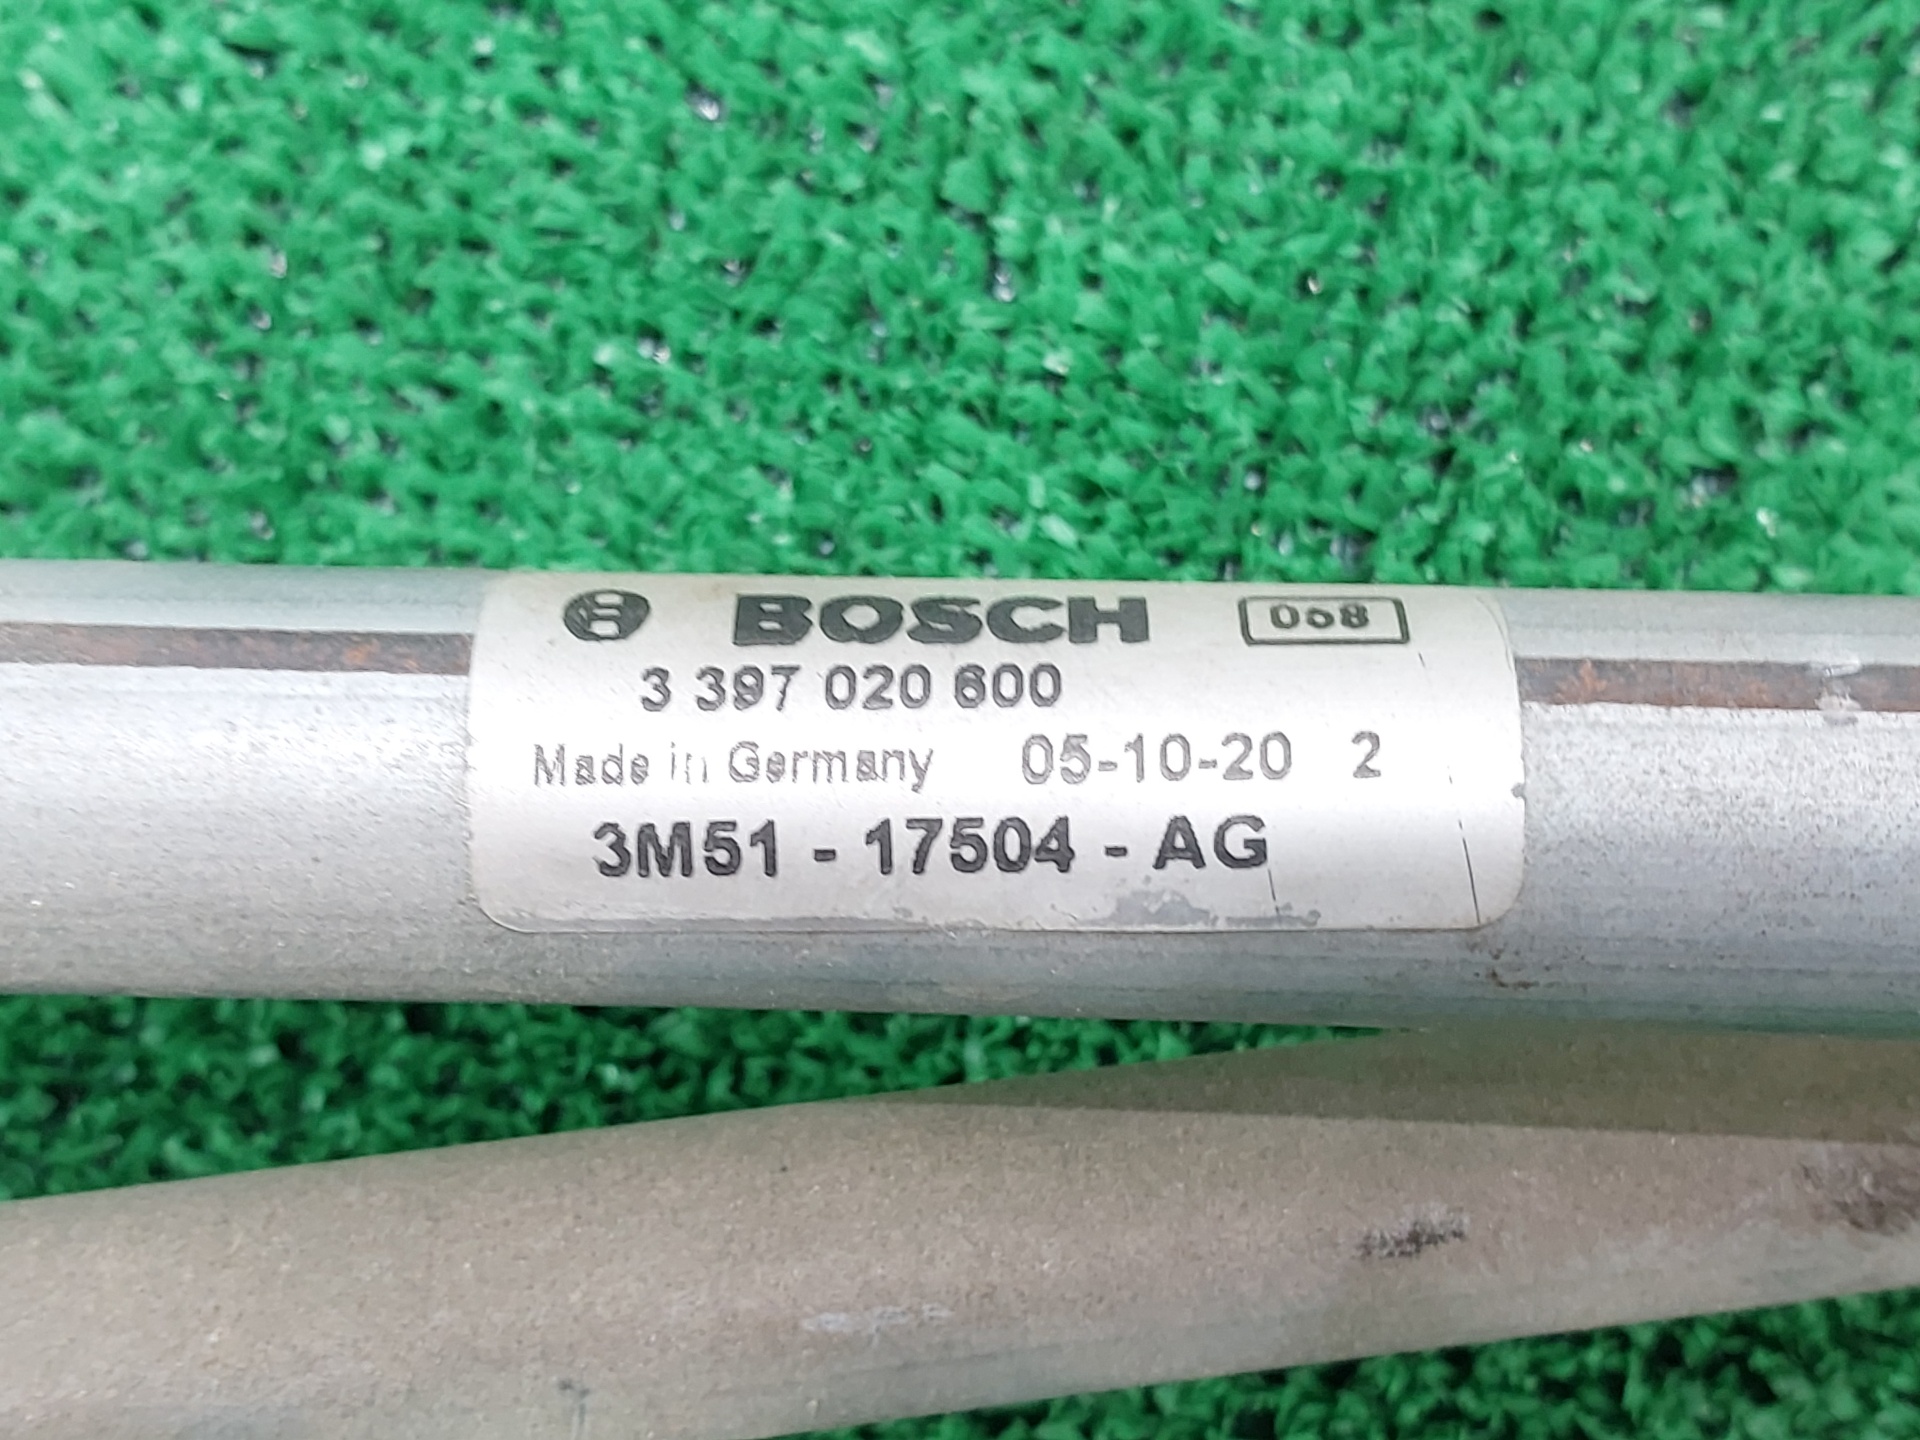 BOSCH 068
3 397 020 600
Made in Germany 05-10-20 2
3M51 - 17504 - AG